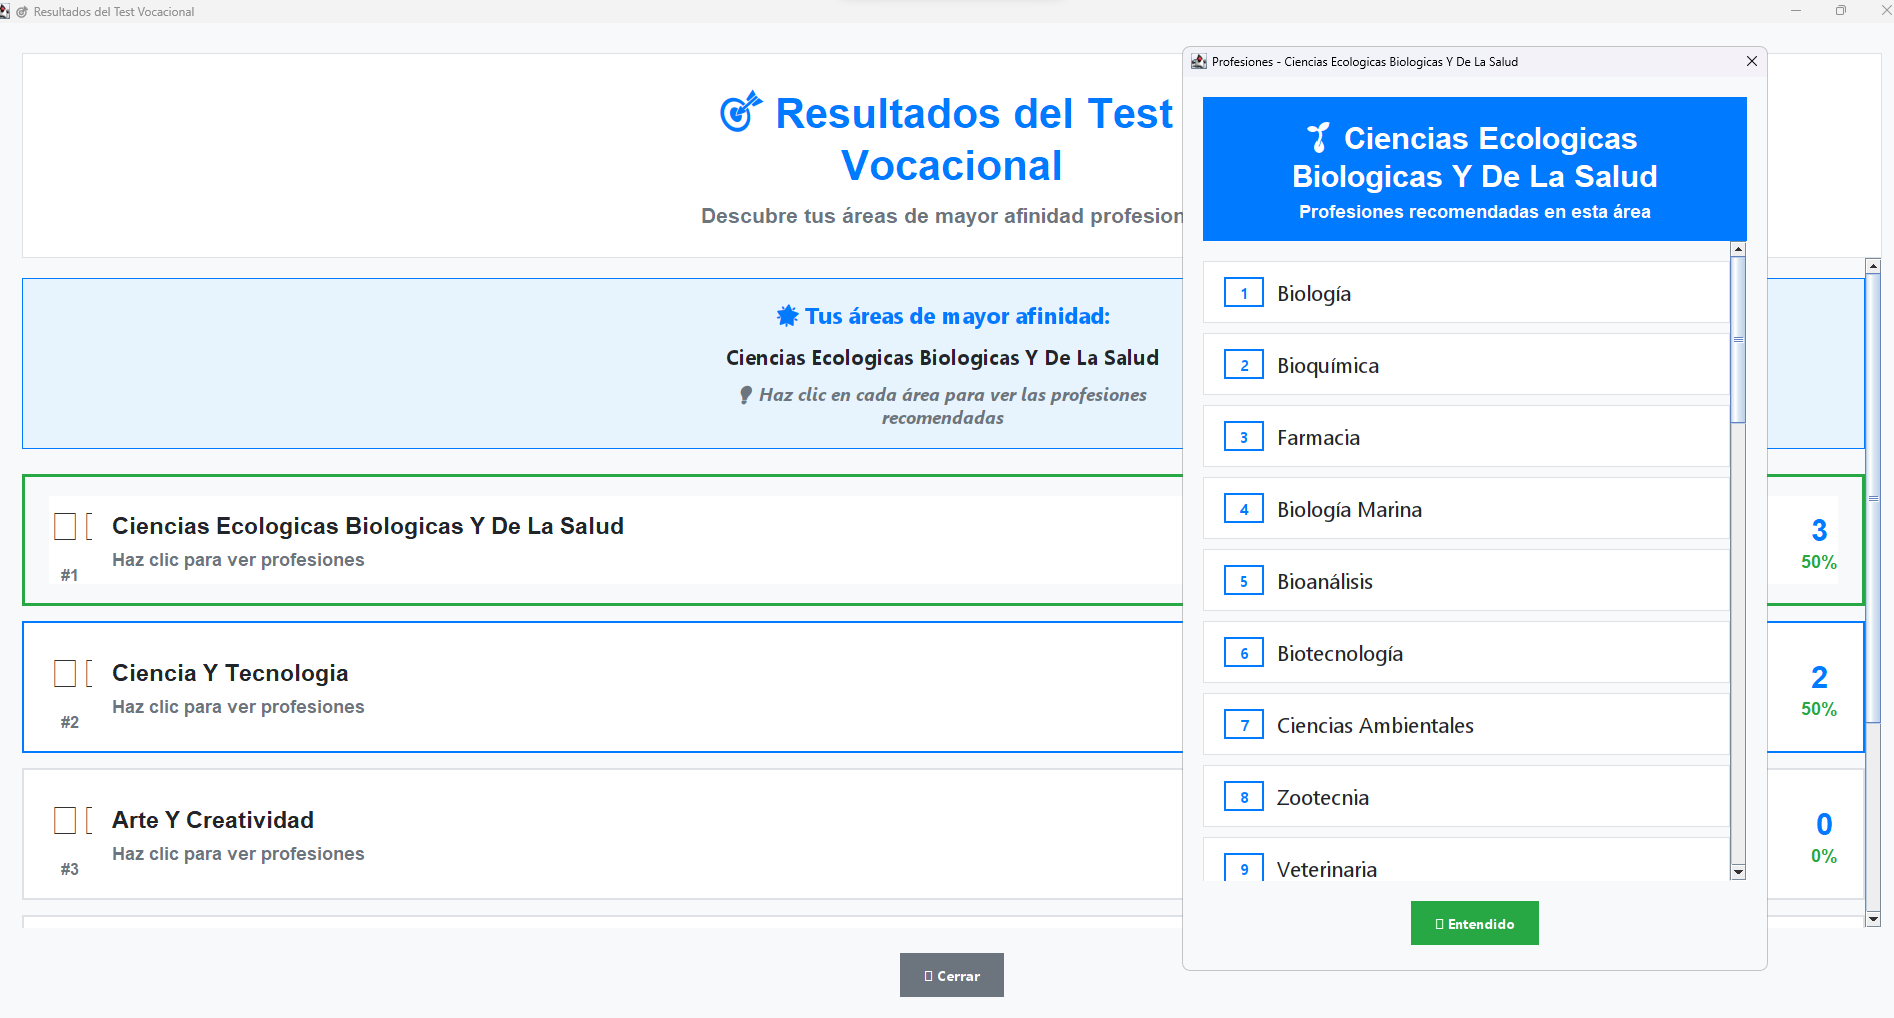 Resultados del Test Vocacional
Resultados del Test
Vocacional
Descubre tus áreas de mayor afinidad
Tus áreas de mayor afinidad:
Ciencias Ecologicas Biologicas Y De La Salud
Haz clic en cada área para ver las profesiones
recomendadas
Ciencias Ecologicas Biologicas Y De La Salud
Haz clic para ver profesiones
#1
3
50%
Ciencia Y Tecnologia
Haz clic para ver profesiones
#2
2
50%
Arte Y Creatividad
Haz clic para ver profesiones
#3
0
0%
Cerrar
Profesiones - Ciencias Ecologicas Biologicas Y De La Salud
Ciencias Ecologicas
Biologicas Y De La Salud
Profesiones recomendadas en esta área
1 Biología
2 Bioquímica
3 Farmacia
4 Biología Marina
5 Bioanálisis
6 Biotecnología
7 Ciencias Ambientales
8 Zootecnia
9 Veterinaria
Entendido